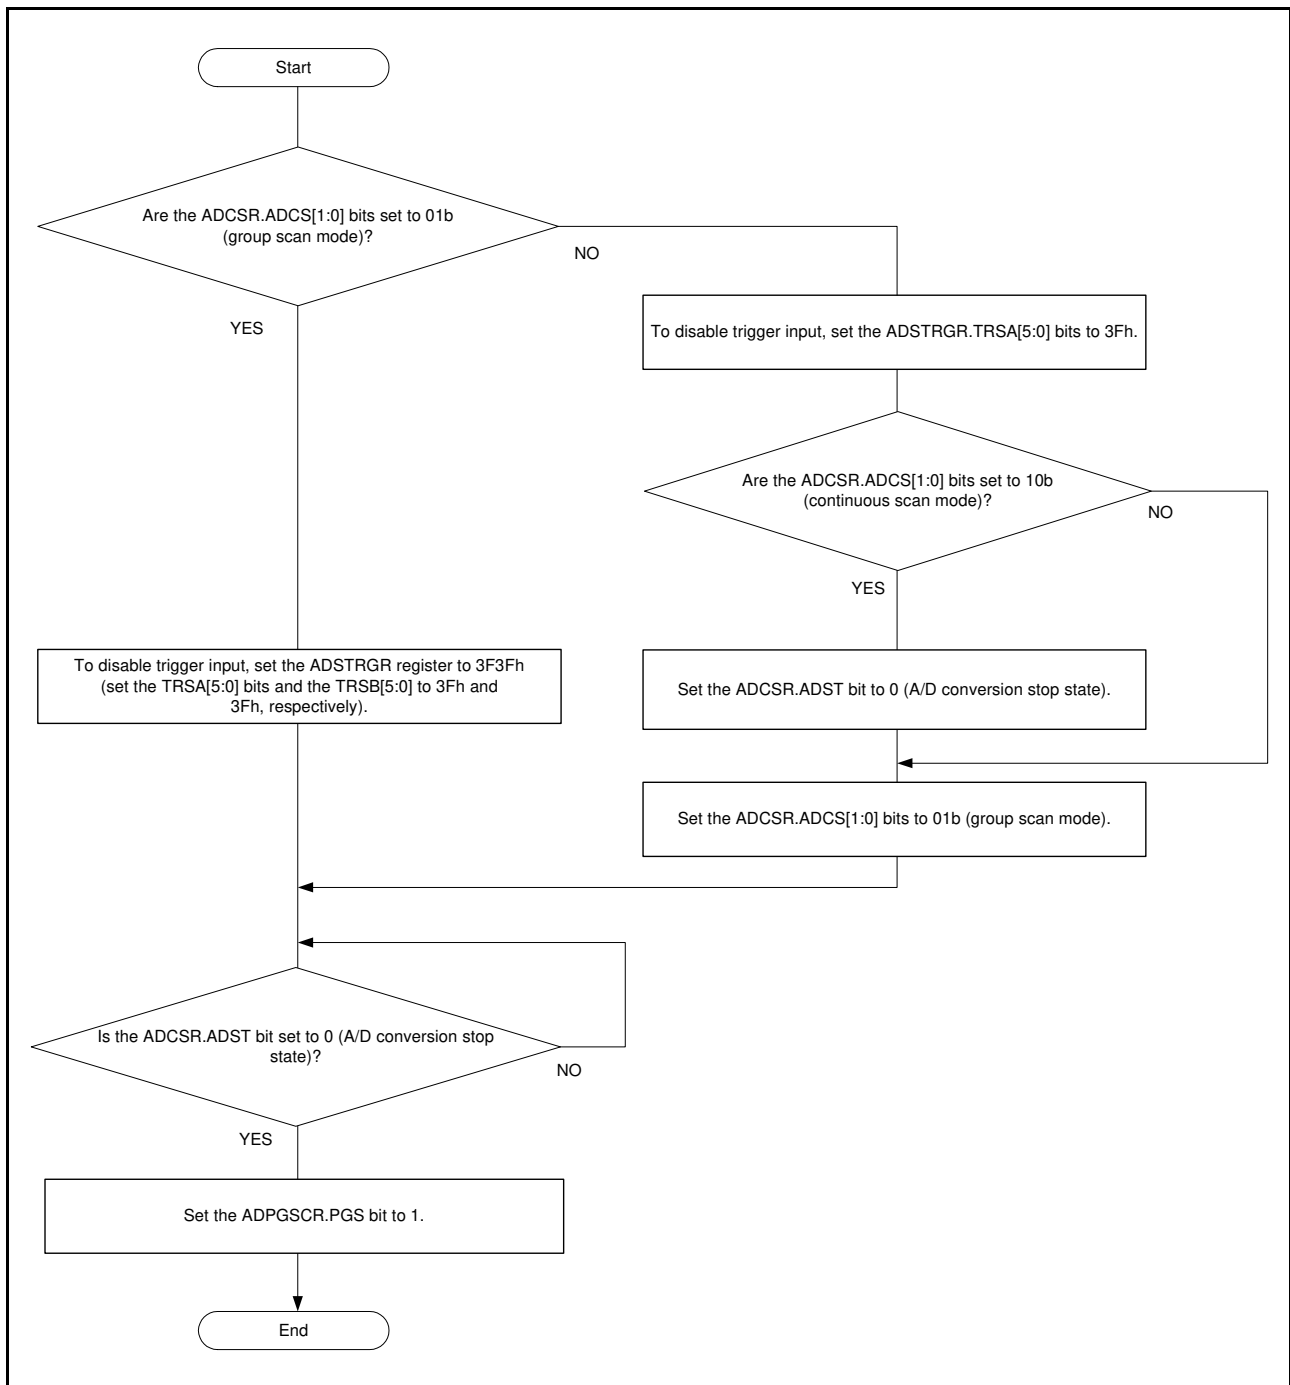 Start
Are the ADCSR.ADCS[1:0] bits set to 01b
(group scan mode)?
NO
YES
To disable trigger input, set the ADSTRGR.TRSA[5:0] bits to 3Fh.
Are the ADCSR.ADCS[1:0] bits set to 10b
(continuous scan mode)?
NO
YES
To disable trigger input, set the ADSTRGR register to 3F3Fh
(set the TRSA[5:0] bits and the TRSB[5:0] to 3Fh and
3Fh, respectively).
Set the ADCSR.ADST bit to 0 (A/D conversion stop state).
Set the ADCSR.ADCS[1:0] bits to 01b (group scan mode).
Is the ADCSR.ADST bit set to 0 (A/D conversion stop
state)?
NO
YES
Set the ADPGSCR.PGS bit to 1.
End